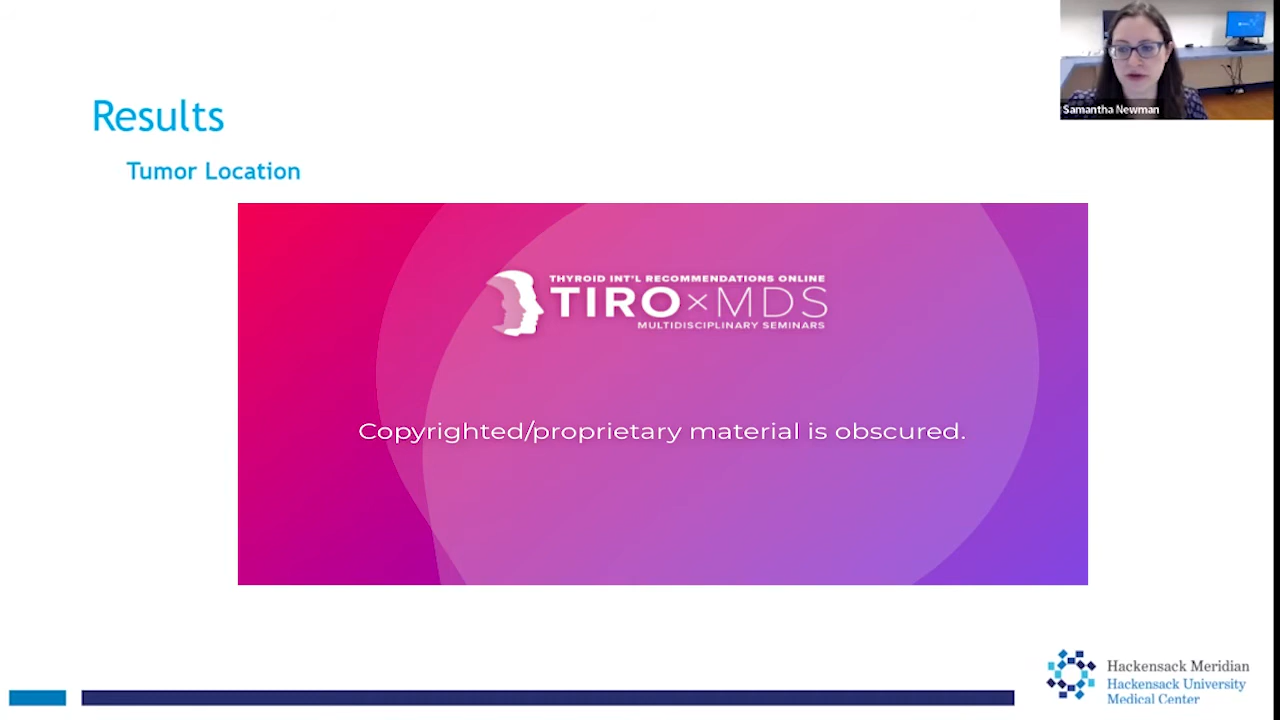 Samantha Newman
Results
Tumor Location
THYROID INT'L RECOMMENDATIONS ONLINE
TIRO×MDS
MULTIDISCIPLINARY SEMINARS
Copyrighted/proprietary material is obscured.
Hackensack Meridian
Hackensack University
Medical Center